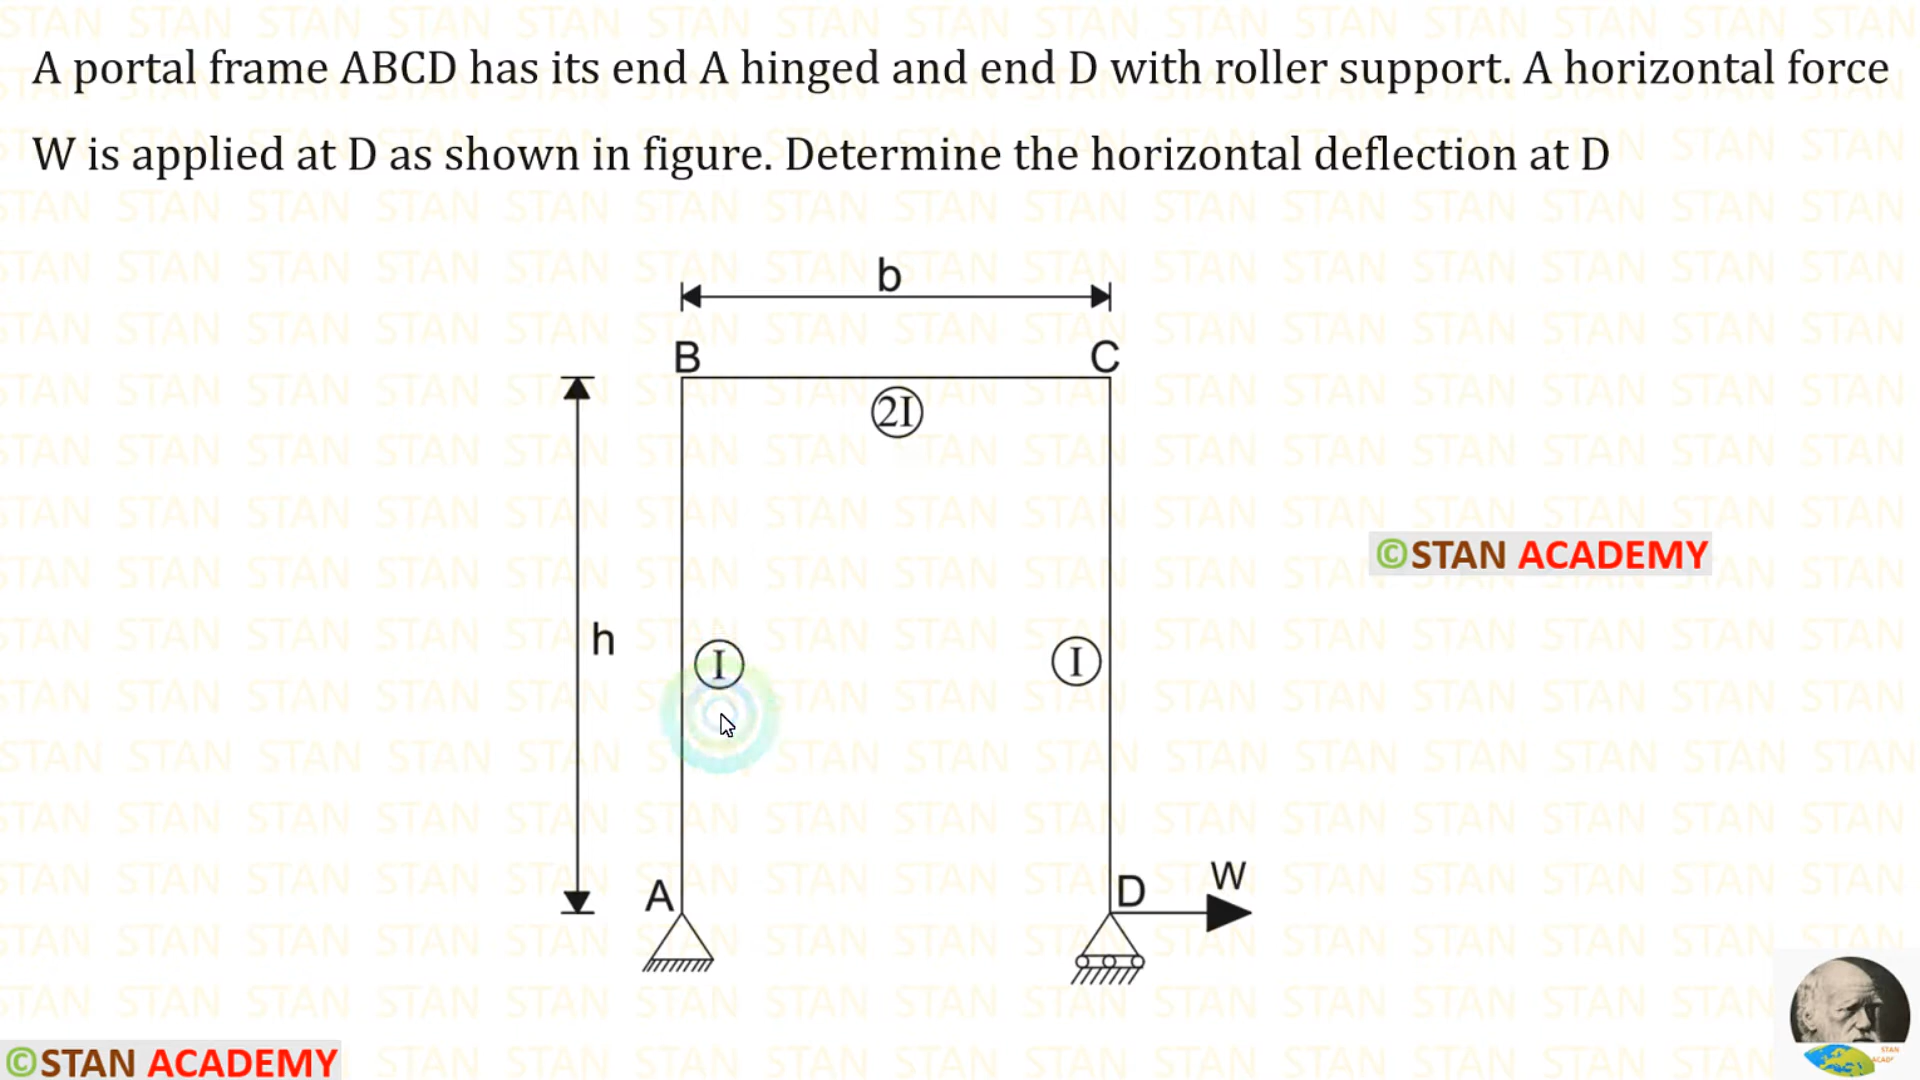 A portal frame ABCD has its end A hinged and end D with roller support. A horizontal force
W is applied at D as shown in figure. Determine the horizontal deflection at D
b
B
C
2I
©STAN ACADEMY
h
I
I
A
D
W
©STAN ACADEMY